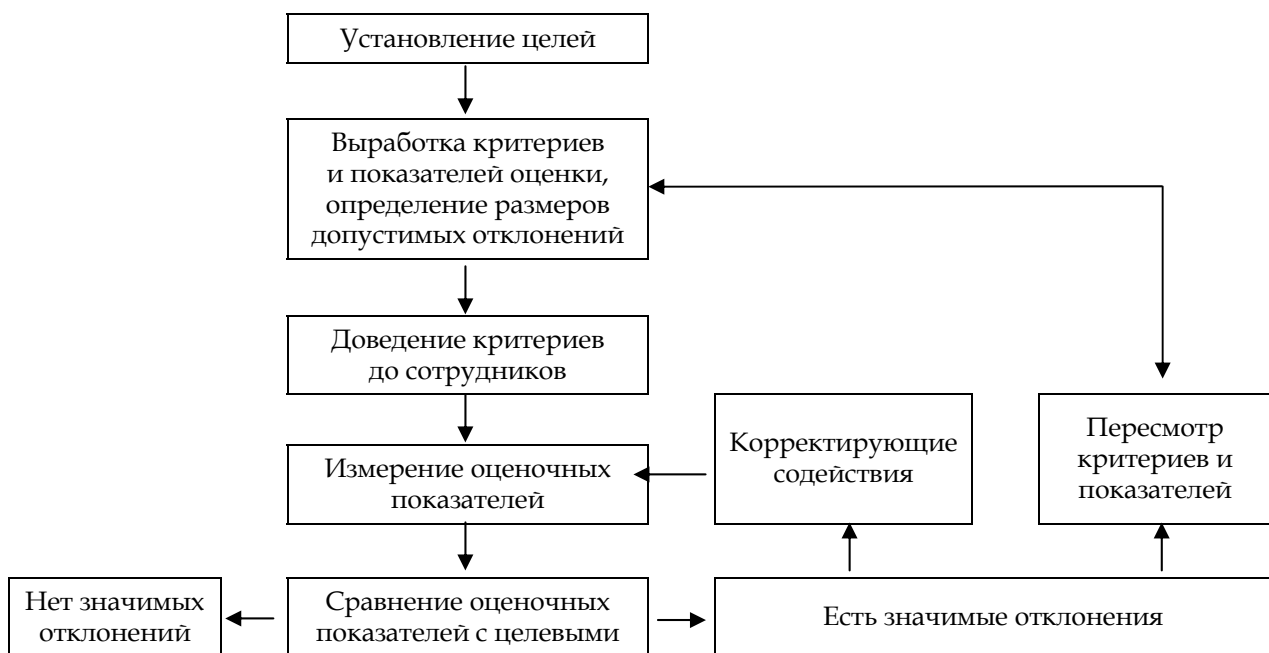 Установление целей
Выработка критериев
и показателей оценки,
определение размеров
допустимых отклонений
Доведение критериев
до сотрудников
Измерение оценочных
показателей
Корректирующие
содействия
Пересмотр
критериев и
показателей
Нет значимых
отклонений
Сравнение оценочных
показателей с целевыми
Есть значимые отклонения